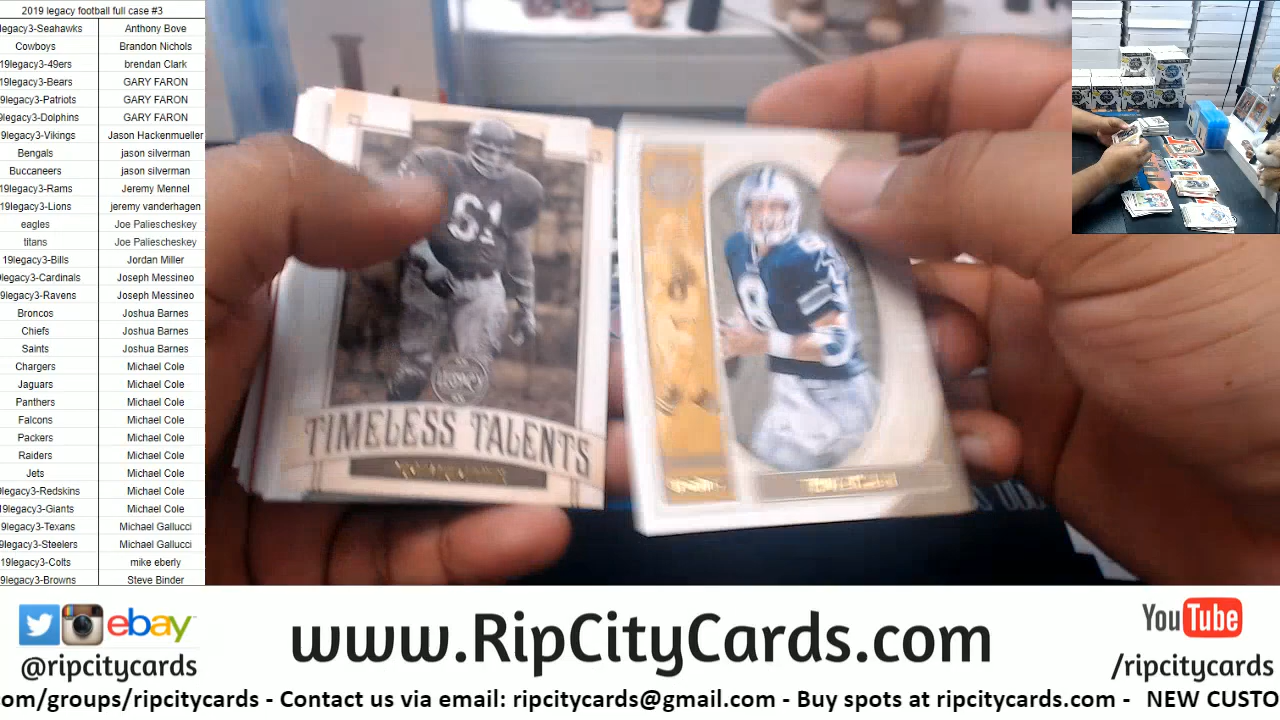 2019 legacy football full case #3
legacy3-Seahawks Anthony Bove
Cowboys Brandon Nichols
19legacy3-49ers brendan Clark
9legacy3-Bears GARY FARON
9legacy3-Patriots GARY FARON
9legacy3-Dolphins GARY FARON
9legacy3-Vikings Jason Hackenmueller
Bengals jason silverman
Buccaneers jason silverman
19legacy3-Rams Jeremy Mennel
19legacy3-Lions jeremy vanderhagen
eagles Joe Paliescheskey
titans Joe Paliescheskey
19legacy3-Bills Jordan Miller
legacy3-Cardinals Joseph Messineo
9legacy3-Ravens Joseph Messineo
Broncos Joshua Barnes
Chiefs Joshua Barnes
Saints Joshua Barnes
Chargers Michael Cole
Jaguars Michael Cole
Panthers Michael Cole
Falcons Michael Cole
Packers Michael Cole
Raiders Michael Cole
Jets Michael Cole
9legacy3-Redskins Michael Cole
9legacy3-Giants Michael Cole
9legacy3-Texans Michael Gallucci
9legacy3-Steelers Michael Gallucci
19legacy3-Colts mike eberly
9legacy3-Browns Steve Binder
61
8
TIMELESS TALENTS
ebay
@ripcitycards
www.RipCityCards.com
YouTube
/ripcitycards
om/groups/ripcitycards - Contact us via email: ripcitycards@gmail.com - Buy spots at ripcitycards.com - NEW CUSTO